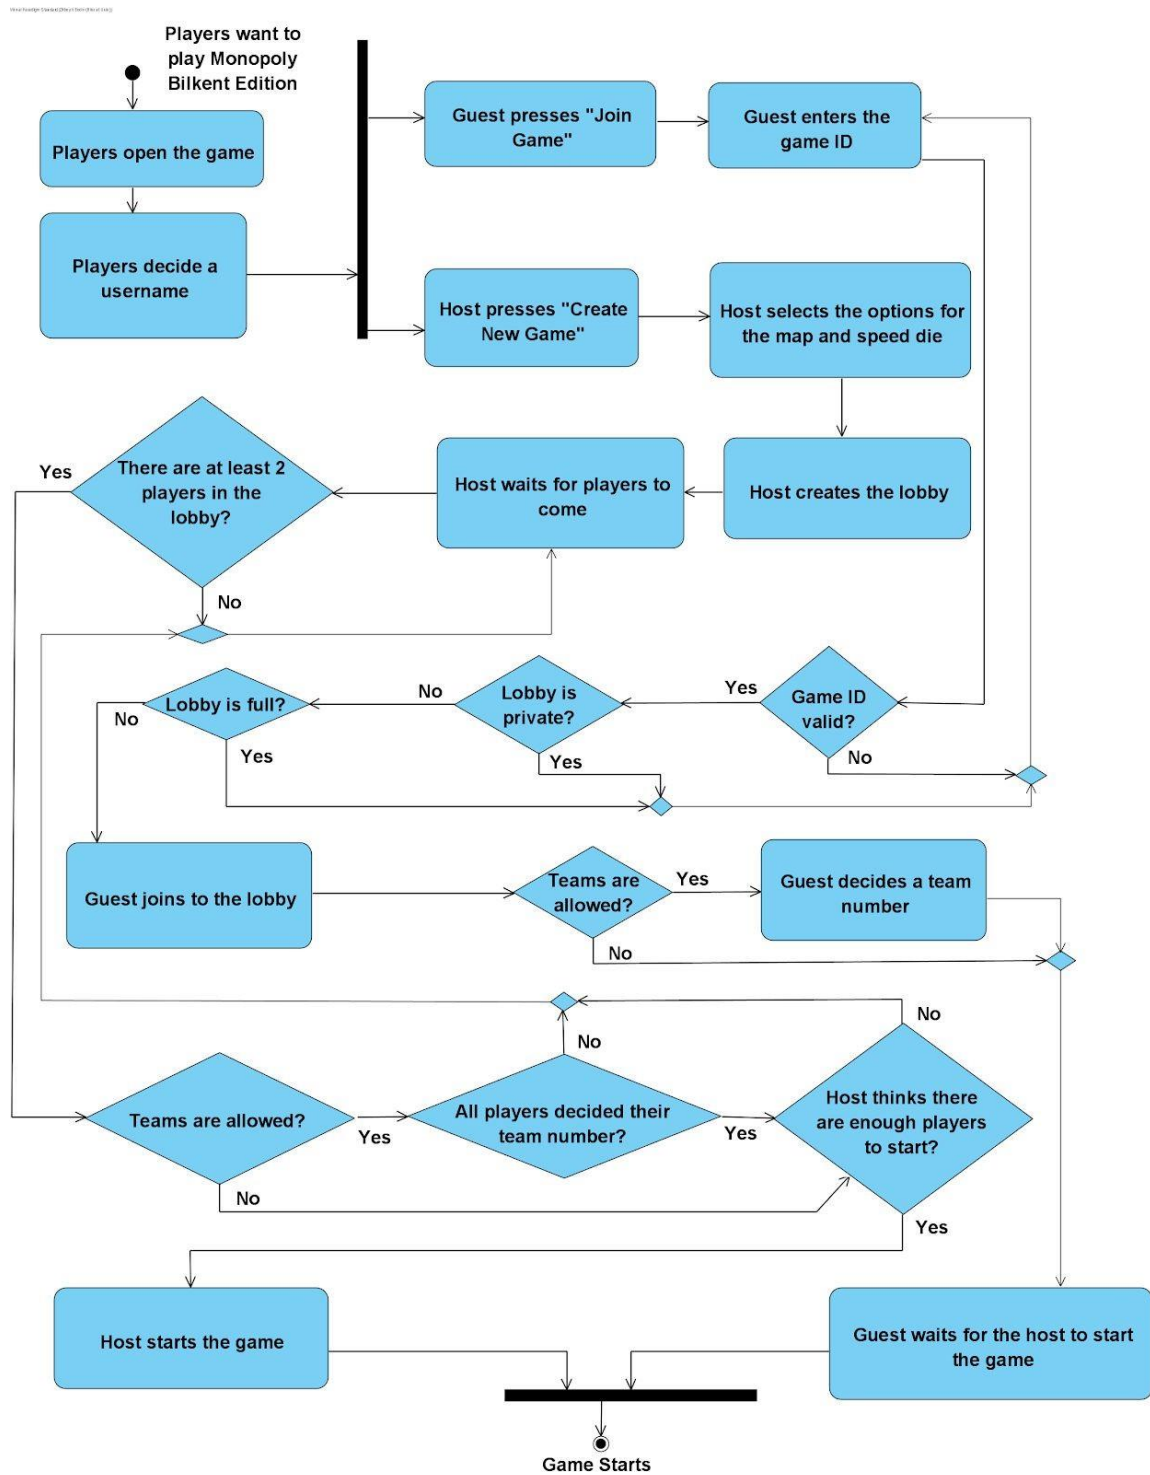 Players want to
play Monopoly
Bilkent Edition
Players open the game
Players decide a
username
Guest presses "Join
Game"
Guest enters the
game ID
Host presses "Create
New Game"
Host selects the options for
the map and speed die
Yes
There are at least 2
players in the
lobby?
Host waits for players to
come
Host creates the lobby
No
Lobby is full?
No
Lobby is
private?
Yes
Game ID
valid?
No
Yes
Yes
No
Guest joins to the lobby
Teams are
allowed?
Yes
Guest decides a team
number
No
No
No
Teams are allowed?
Yes
All players decided their
team number?
Yes
Host thinks there
are enough players
to start?
No
Yes
Host starts the game
Guest waits for the host to start
the game
Game Starts